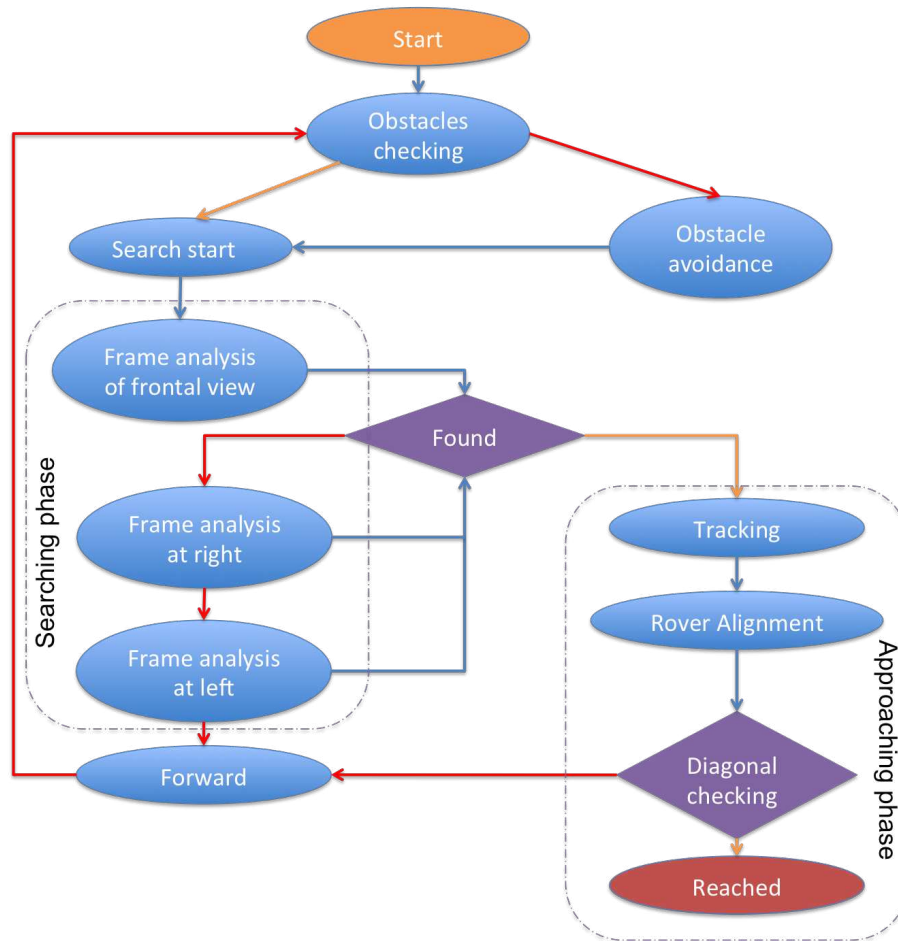 Start
Obstacles
checking
Search start
Obstacle
avoidance
Frame analysis
of frontal view
Found
Searching phase
Frame analysis
at right
Tracking
Rover Alignment
Frame analysis
at left
Approaching phase
Forward
Diagonal
checking
Reached